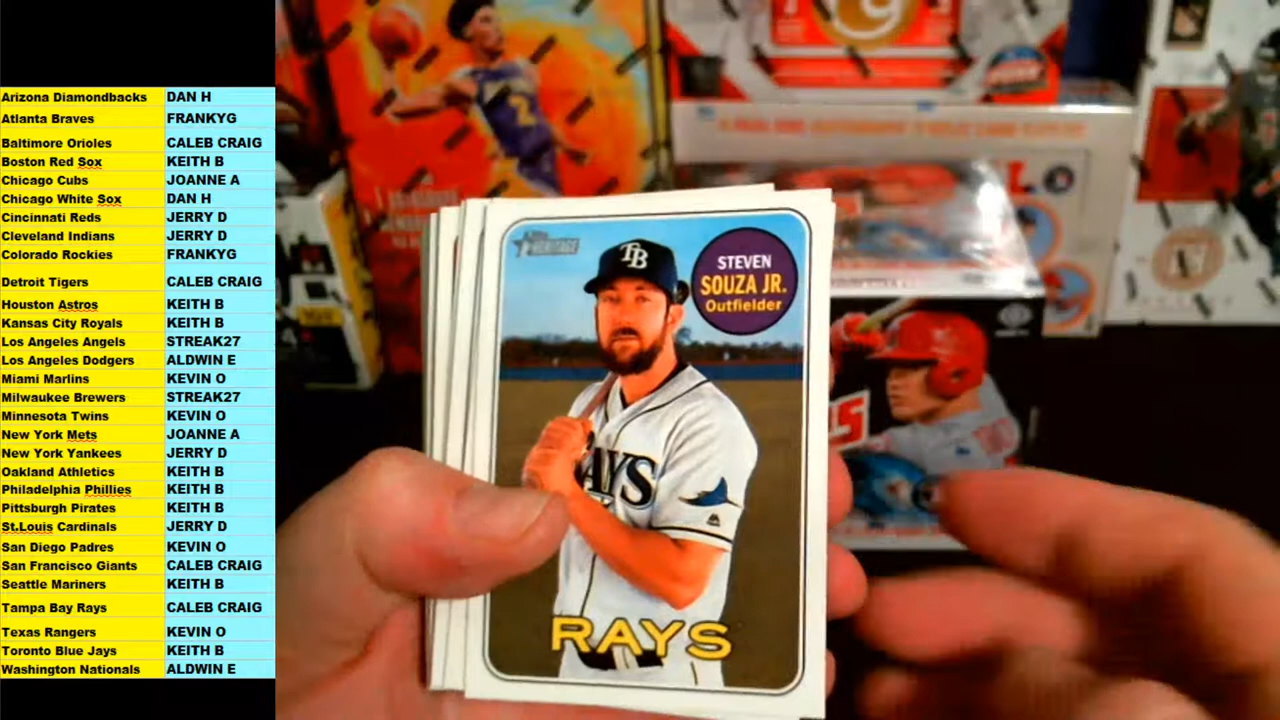 Arizona Diamondbacks DAN H
Atlanta Braves FRANKYG
Baltimore Orioles CALEB CRAIG
Boston Red Sox KEITH B
Chicago Cubs JOANNE A
Chicago White Sox DAN H
Cincinnati Reds JERRY D
Cleveland Indians JERRY D
Colorado Rockies FRANKYG
Detroit Tigers CALEB CRAIG
Houston Astros KEITH B
Kansas City Royals KEITH B
Los Angeles Angels STREAK27
Los Angeles Dodgers ALDWIN E
Miami Marlins KEVIN O
Milwaukee Brewers STREAK27
Minnesota Twins KEVIN O
New York Mets JOANNE A
New York Yankees JERRY D
Oakland Athletics KEITH B
Philadelphia Phillies KEITH B
Pittsburgh Pirates KEITH B
St.Louis Cardinals JERRY D
San Diego Padres KEVIN O
San Francisco Giants CALEB CRAIG
Seattle Mariners KEITH B
Tampa Bay Rays CALEB CRAIG
Texas Rangers KEVIN O
Toronto Blue Jays KEITH B
Washington Nationals ALDWIN E
HERITAGE
TB
STEVEN
SOUZA JR.
Outfielder
RAYS
2